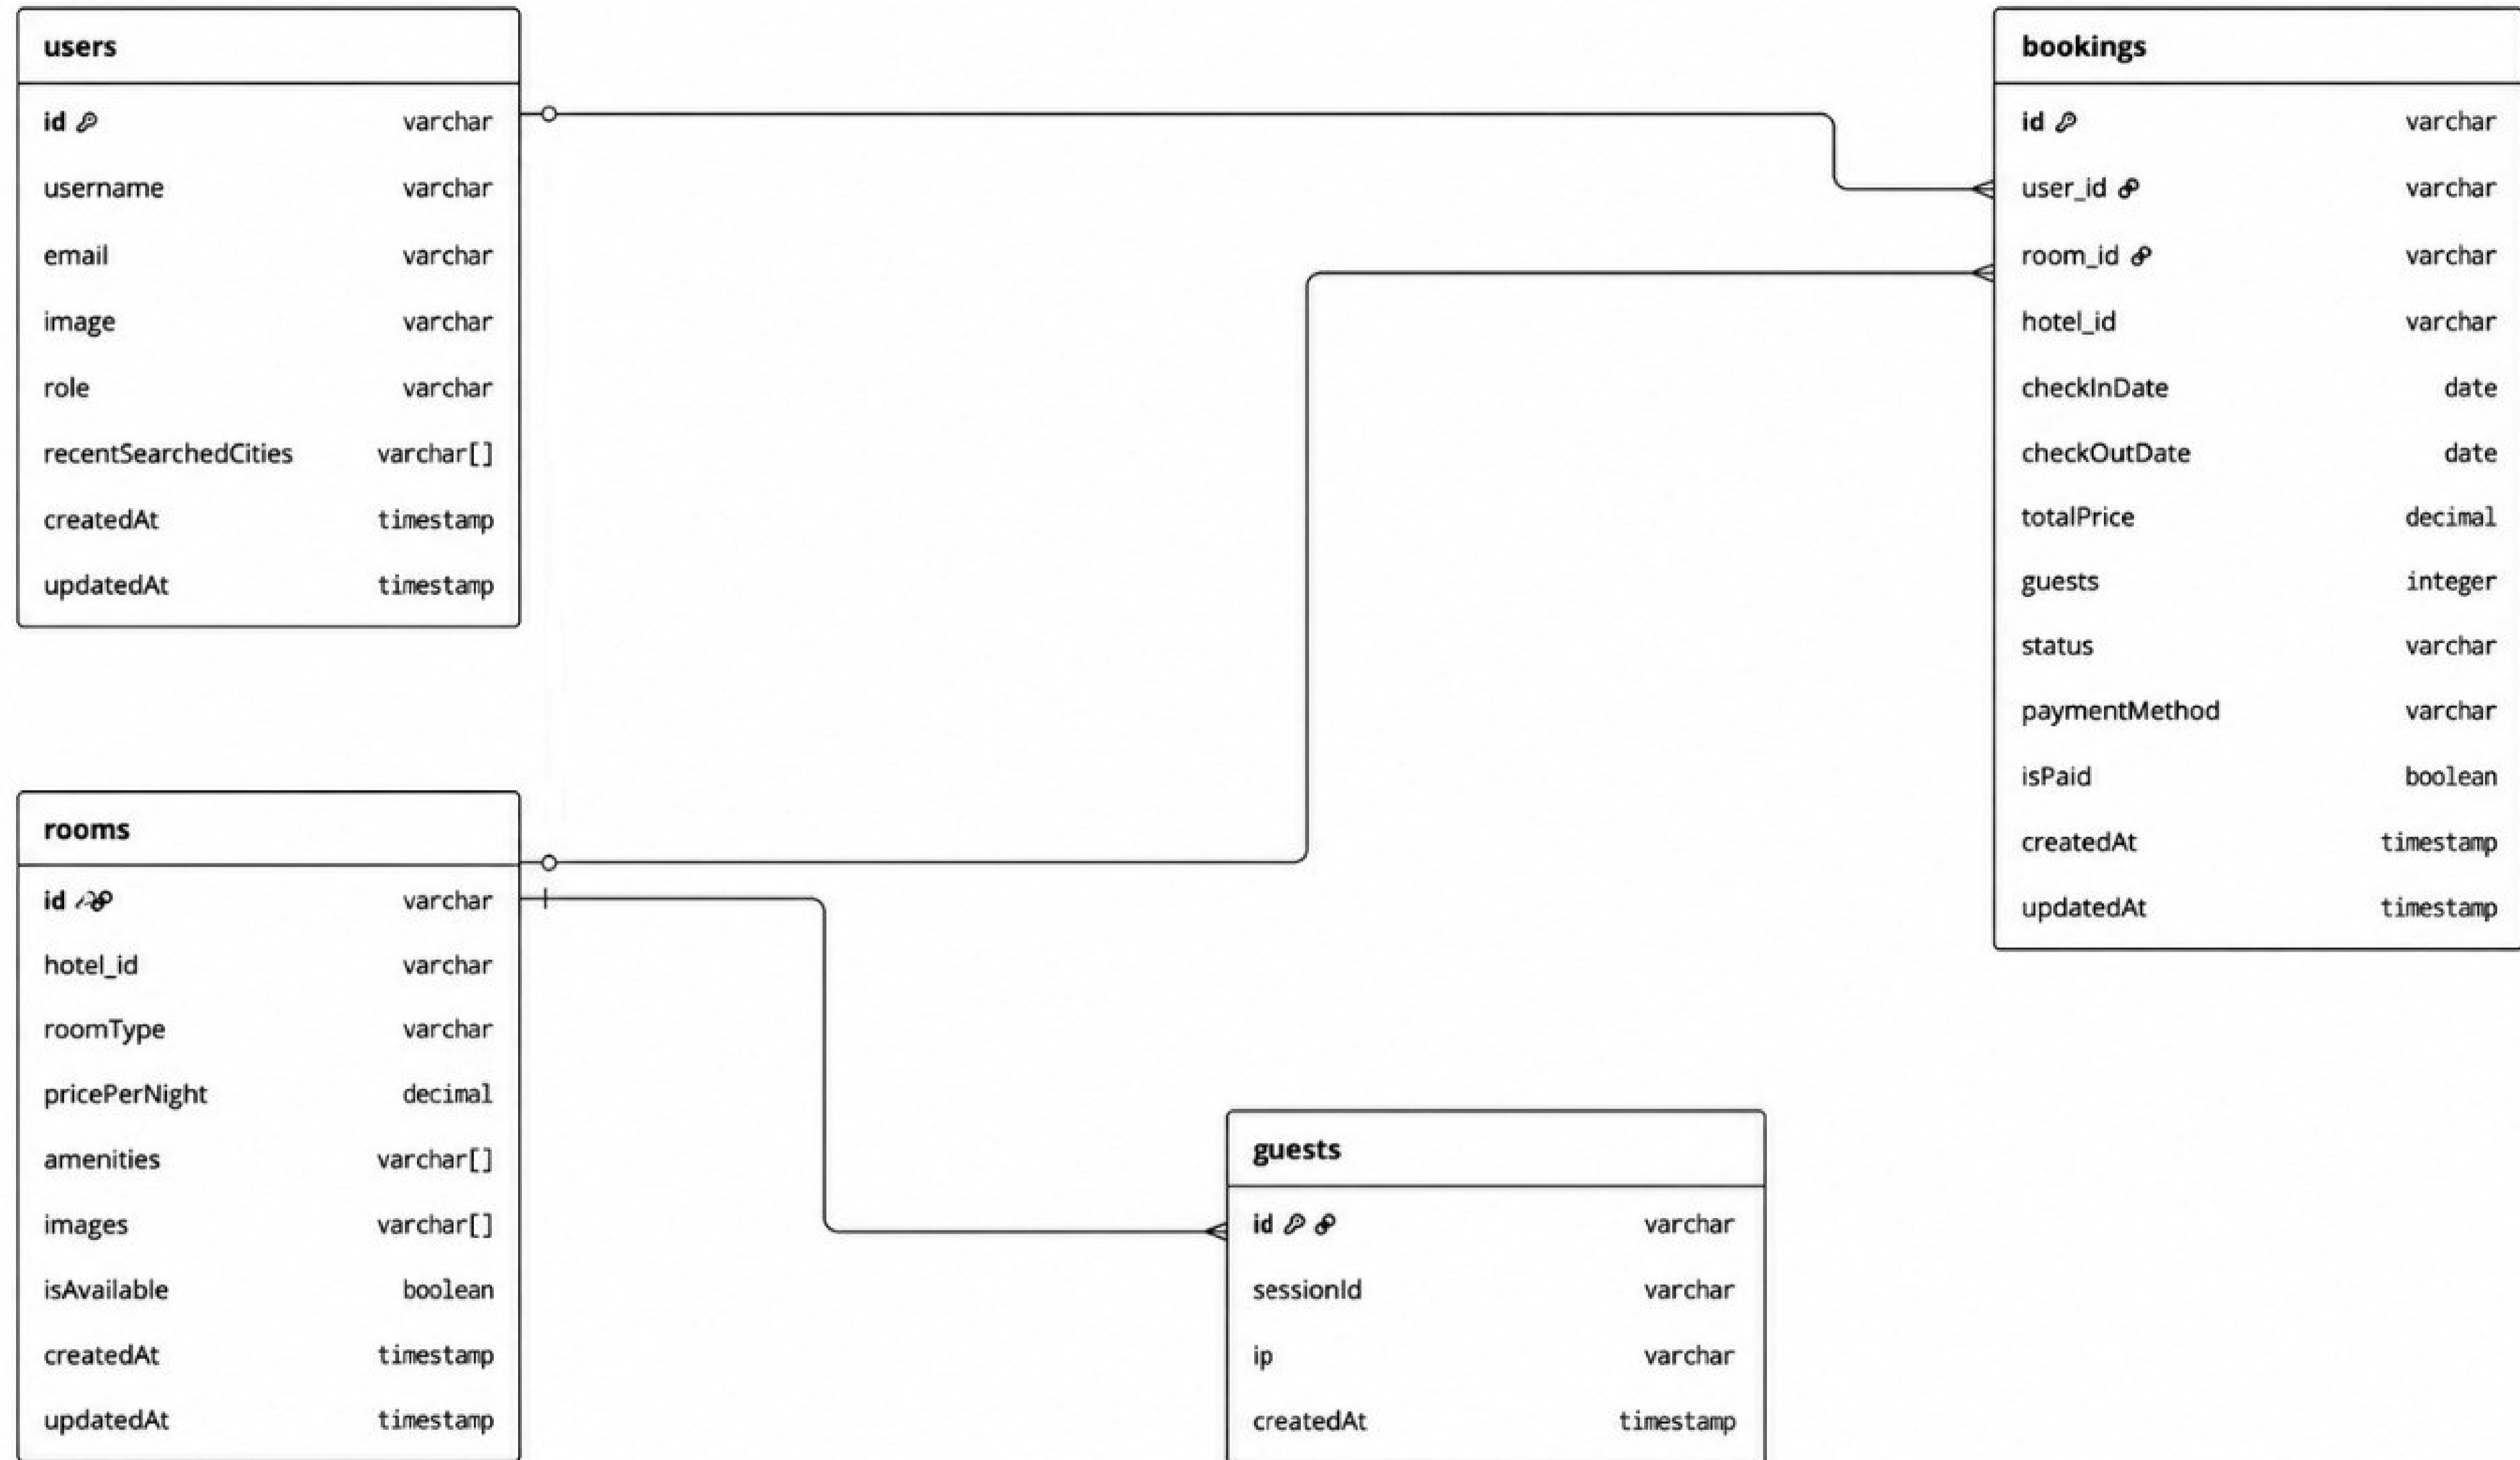 users
id varchar
username varchar
email varchar
image varchar
role varchar
recentSearchedCities varchar[]
createdAt timestamp
updatedAt timestamp
bookings
id varchar
user_id varchar
room_id varchar
hotel_id varchar
checkInDate date
checkOutDate date
totalPrice decimal
guests integer
status varchar
paymentMethod varchar
isPaid boolean
createdAt timestamp
updatedAt timestamp
rooms
id varchar
hotel_id varchar
roomType varchar
pricePerNight decimal
amenities varchar[]
images varchar[]
isAvailable boolean
createdAt timestamp
updatedAt timestamp
guests
id varchar
sessionId varchar
ip varchar
createdAt timestamp